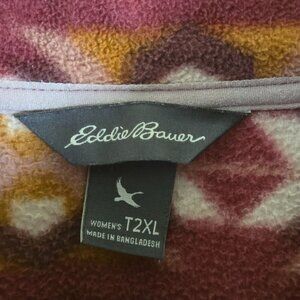 Eddie Bauer
WOMEN'S T2XL
MADE IN BANGLADESH